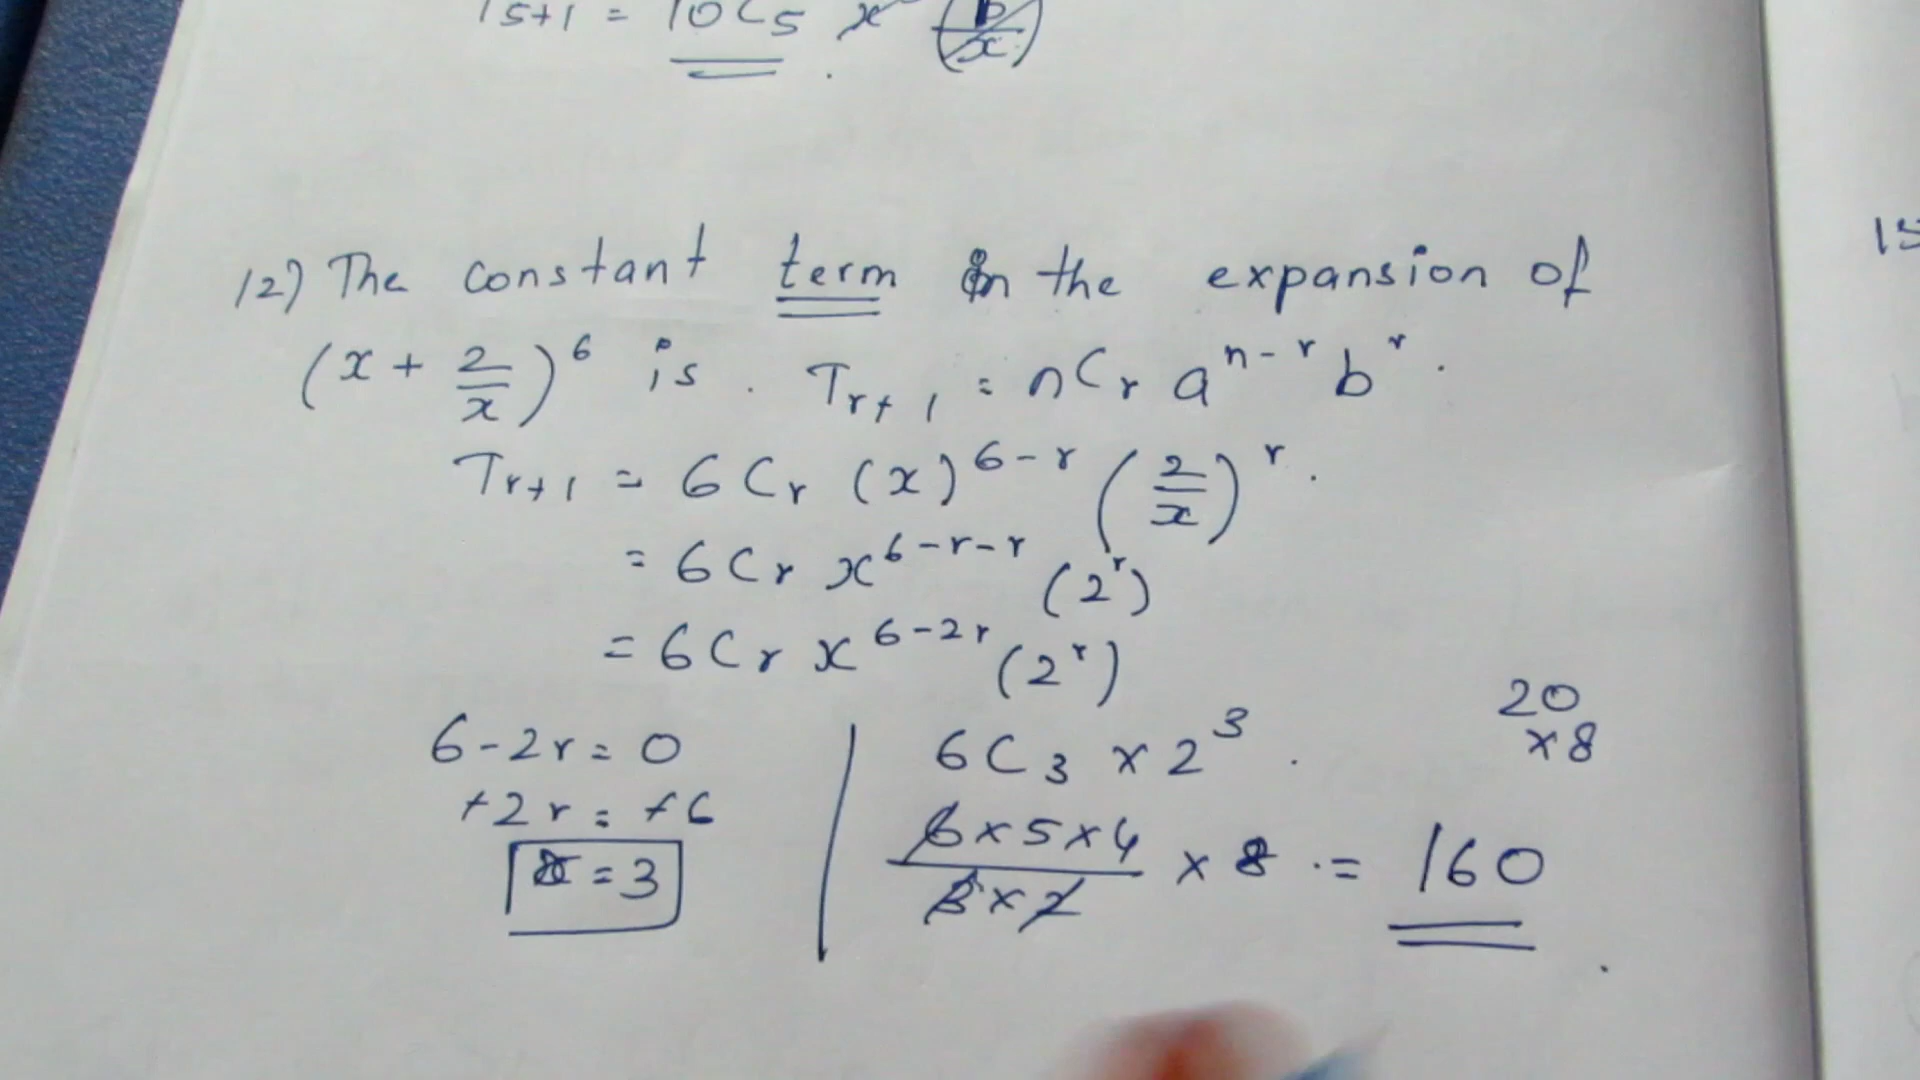 T5+1 = 10C5 x (b/x)
12) The constant term in the expansion of
(x + 2/x)^6 is . Tr+1 = nCr a^n-r b^r .
Tr+1 = 6Cr (x)^6-r (2/x)^r .
= 6Cr x^6-r-r (2^r)
= 6Cr x^6-2r (2^r)
6-2r = 0
+2r = +6
= 3
6C3 × 2^3 .
6×5×4/3×2 × 8 = 160
20
×8
15